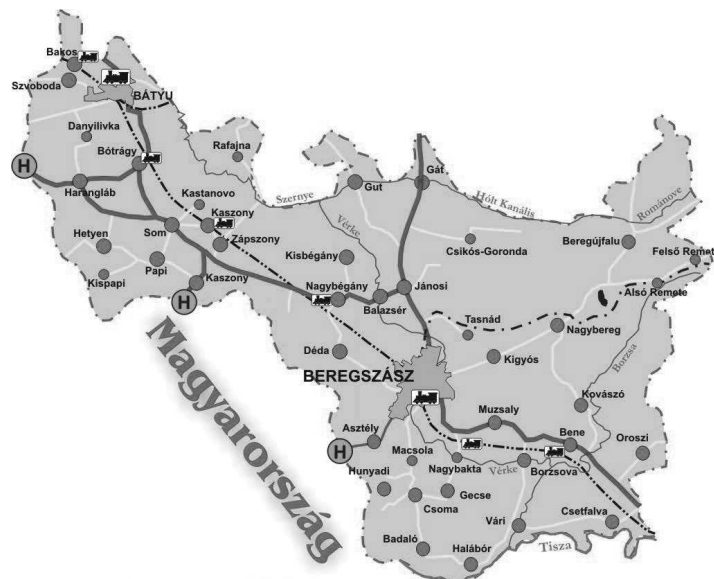 Bakos
BÁTYU
Szvoboda
Danyilivka
Rafajna
Bótrágy
H
Gát
Harangláb
Kastanovo
Gut
Szernye
Hólt Kanális
Románove
Vérke
Kaszony
Hetyen
Som
Zápszony
Csikós-Goronda
Beregújfalu
Felső Remete
Papi
Kisbégány
Kispapi
Kaszony
H
Nagybégány
Jánosi
Alsó Remete
Balazsér
Tasnád
Nagybereg
Borzsa
Déda
Kigyós
BEREGSZÁSZ
Magyarország
Kovászó
Muzsaly
Asztély
Bene
Oroszi
H
Macsola
Hunyadi
Nagybakta
Vérke
Borzsova
Gecse
Csoma
Vári
Csetfalva
Badaló
Halábór
Tisza